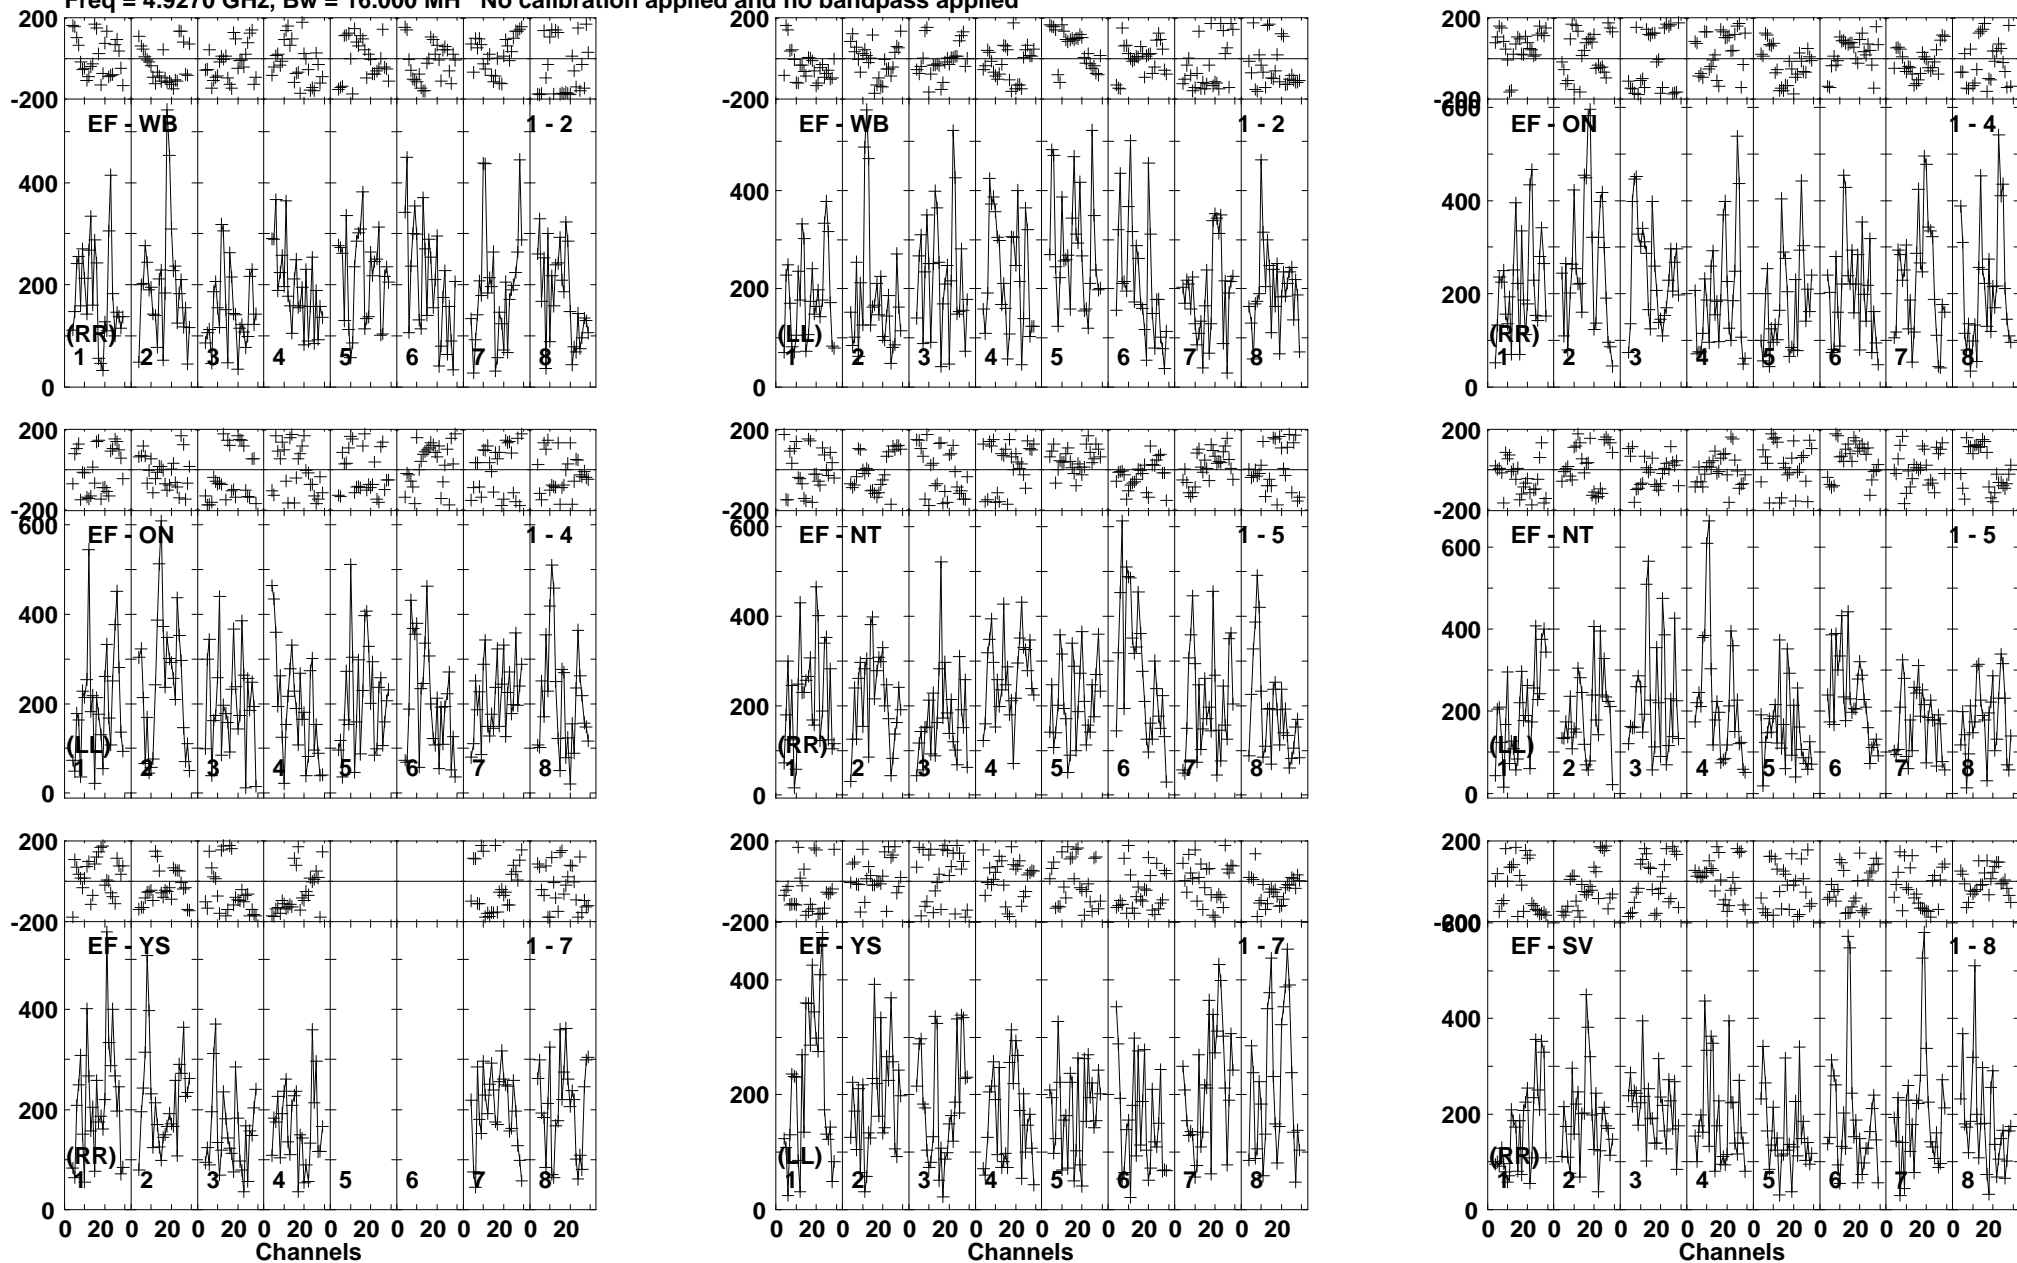 Freq = 4.9270 GHz, Bw = 16.000 MH No calibration applied and no bandpass applied
200 200 200
-200 -200 -200
EF - WB 1 - 2 EF - WB 1 - 2 600 EF - ON 1 - 4
400 400 400
200 200 200
(RR) (LL) (RR)
1 2 3 4 5 6 7 8 1 2 3 4 5 6 7 8 1 2 3 4 5 6 7 8
0 0 0
200 200 200
-200 -200 -200
600 EF - ON 1 - 4 600 EF - NT 1 - 5 EF - NT 1 - 5
600
400 400 400
200 200 200
(LL) (RR) (LL)
1 2 3 4 5 6 7 8 1 2 3 4 5 6 7 8 1 2 3 4 5 6 7 8
0 0 0
200 200 200
-200 -200 -200
600
EF - YS 1 - 7 EF - YS 1 - 7 EF - SV 1 - 8
400 400 400
200 200 200
(RR) (LL) (RR)
1 2 3 4 5 6 7 8 1 2 3 4 5 6 7 8 1 2 3 4 5 6 7 8
0 0 0
0 20 0 20 0 20 0 20 0 20 0 20 0 20 0 20 0 20 0 20 0 20 0 20 0 20 0 20 0 20 0 20 0 20 0 20 0 20 0 20 0 20 0 20 0 20 0 20
Channels Channels Channels